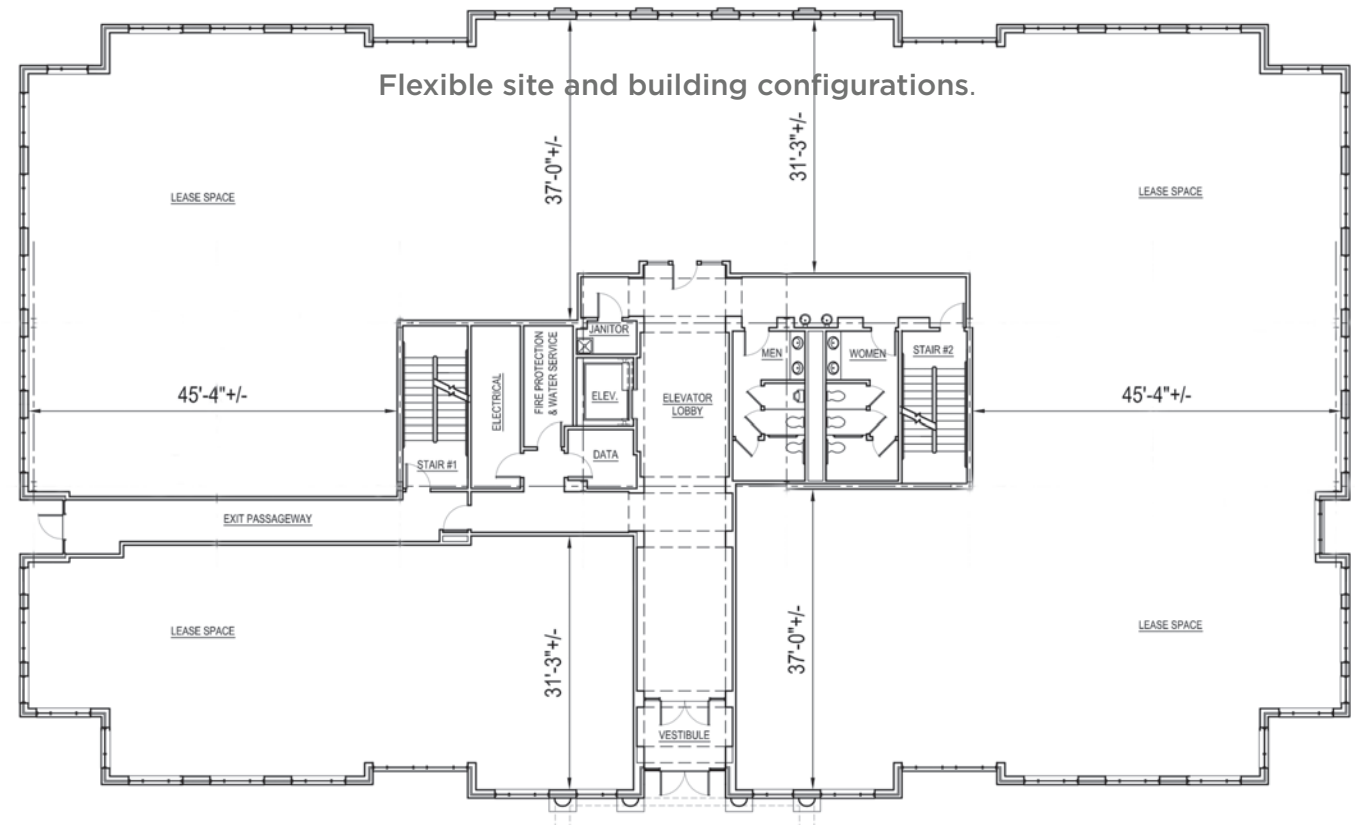 Flexible site and building configurations.
37'-0"+/-
31'-3"+/-
LEASE SPACE
LEASE SPACE
JANITOR
MEN
WOMEN
STAIR #2
ELECTRICAL
FIRE PROTECTION
& WATER SERVICE
ELEV.
ELEVATOR
LOBBY
45'-4"+/-
45'-4"+/-
DATA
STAIR #1
EXIT PASSAGEWAY
LEASE SPACE
LEASE SPACE
31'-3"+/-
37'-0"+/-
VESTIBULE